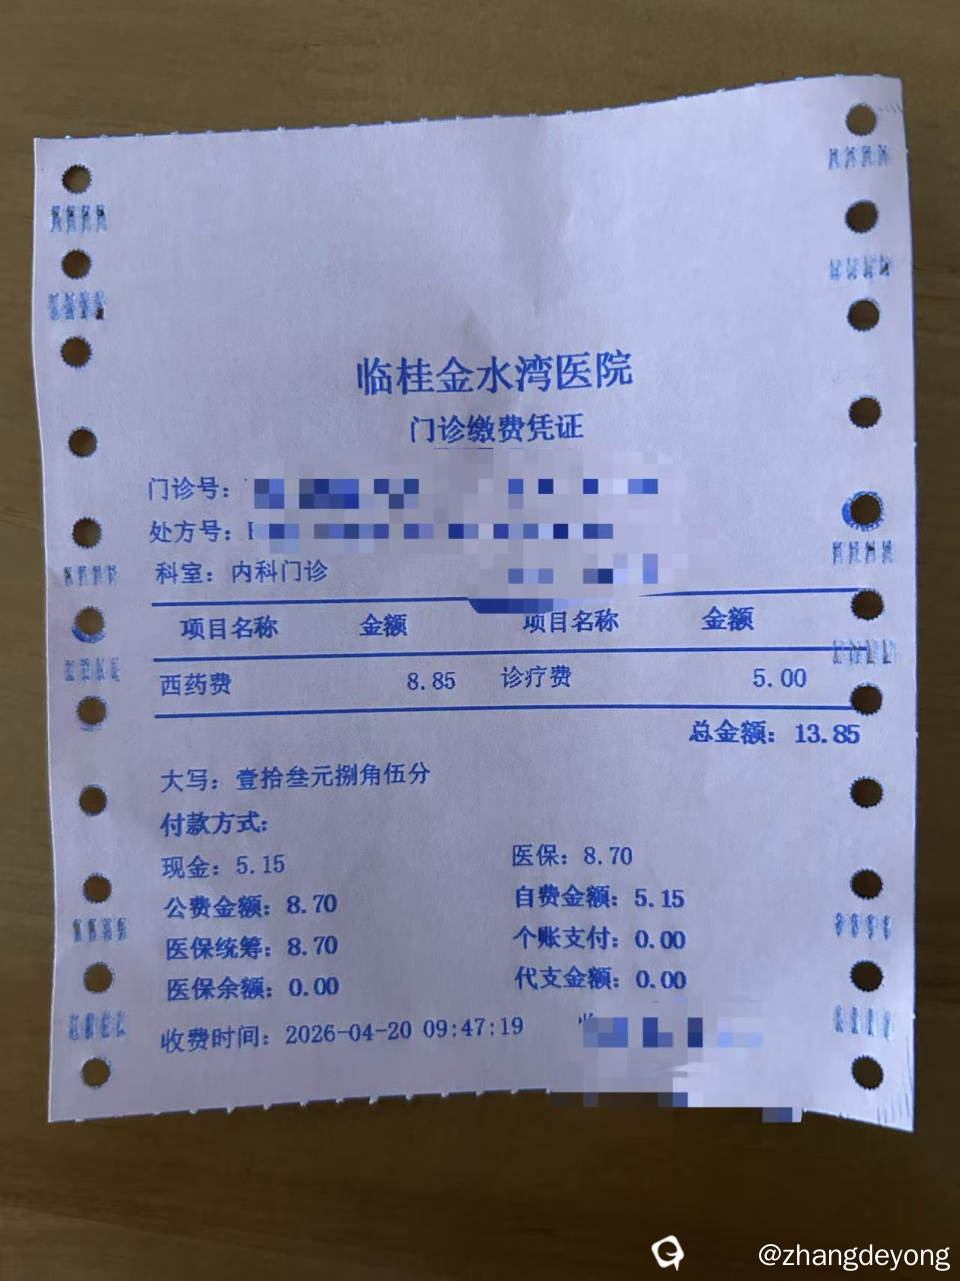 临桂金水湾医院
门诊缴费凭证
门诊号：
处方号：
科室：内科门诊
项目名称 金额 项目名称 金额
西药费 8.85 诊疗费 5.00
总金额：13.85
大写：壹拾叁元捌角伍分
付款方式：
现金：5.15 医保：8.70
公费金额：8.70 自费金额：5.15
医保统筹：8.70 个账支付：0.00
医保余额：0.00 代支金额：0.00
收费时间：2026-04-20 09:47:19
@zhangdeyong